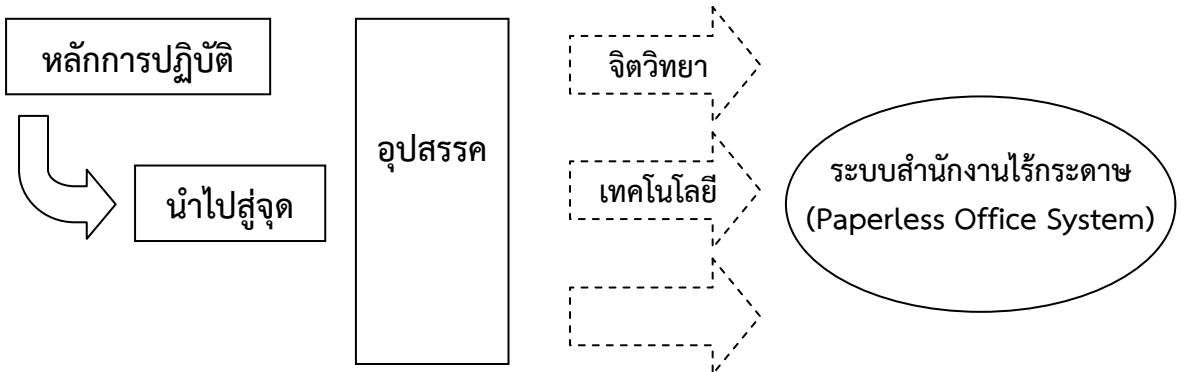 หลักการปฏิบัติ
นำไปสู่จุด
อุปสรรค
จิตวิทยา
เทคโนโลยี
ระบบสำนักงานไร้กระดาษ
(Paperless Office System)